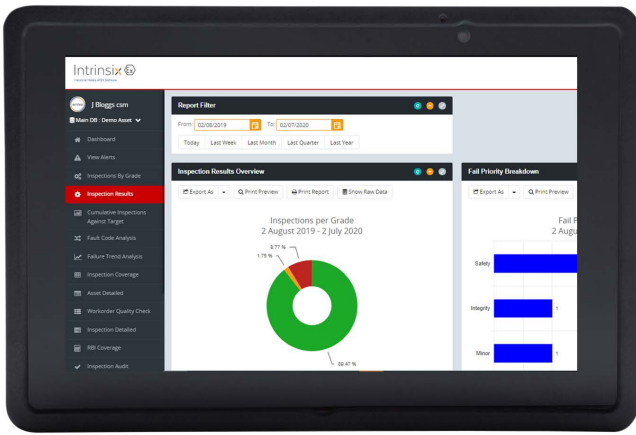 Intrinsix Ex
J Bloggs csm
Main DB : Demo Asset
Dashboard
View Alerts
Inspections By Grade
Inspection Results
Cumulative Inspections
Against Target
Fault Code Analysis
Failure Trend Analysis
Inspection Coverage
Asset Detailed
Workorder Quality Check
Inspection Detailed
RBI Coverage
Inspection Audit
Report Filter
From: 02/08/2019 To: 02/07/2020
Today Last Week Last Month Last Quarter Last Year
Inspection Results Overview
Export As Print Preview Print Report Show Raw Data
Inspections per Grade
2 August 2019 - 2 July 2020
8.77 %
1.75 %
89.47 %
Fail Priority Breakdown
Export As Print Preview
Fail P
2 Augu
Safety
Integrity 1
Minor 1